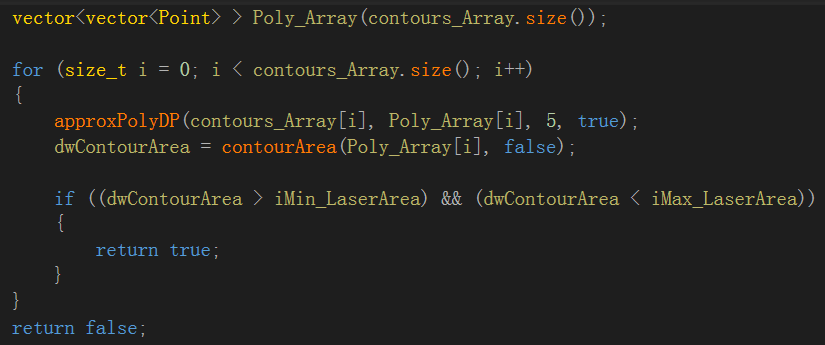 vector<vector<Point> > Poly_Array(contours_Array.size());
for (size_t i = 0; i < contours_Array.size(); i++)
{
approxPolyDP(contours_Array[i], Poly_Array[i], 5, true);
dwContourArea = contourArea(Poly_Array[i], false);
if ((dwContourArea > iMin_LaserArea) && (dwContourArea < iMax_LaserArea))
{
return true;
}
}
return false;